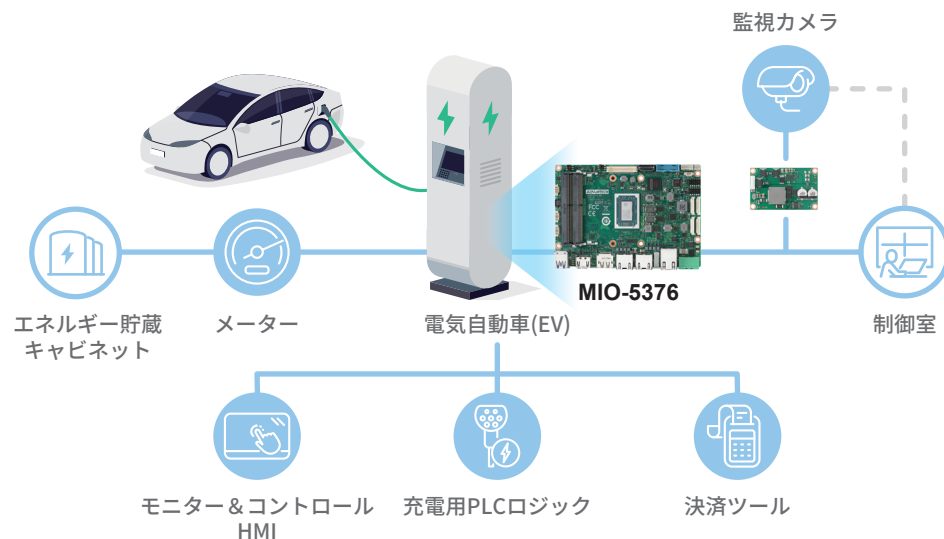 監視カメラ
MIO-5376
エネルギー貯蔵
キャビネット
メーター
電気自動車(EV)
制御室
モニター＆コントロール
HMI
充電用PLCロジック
決済ツール